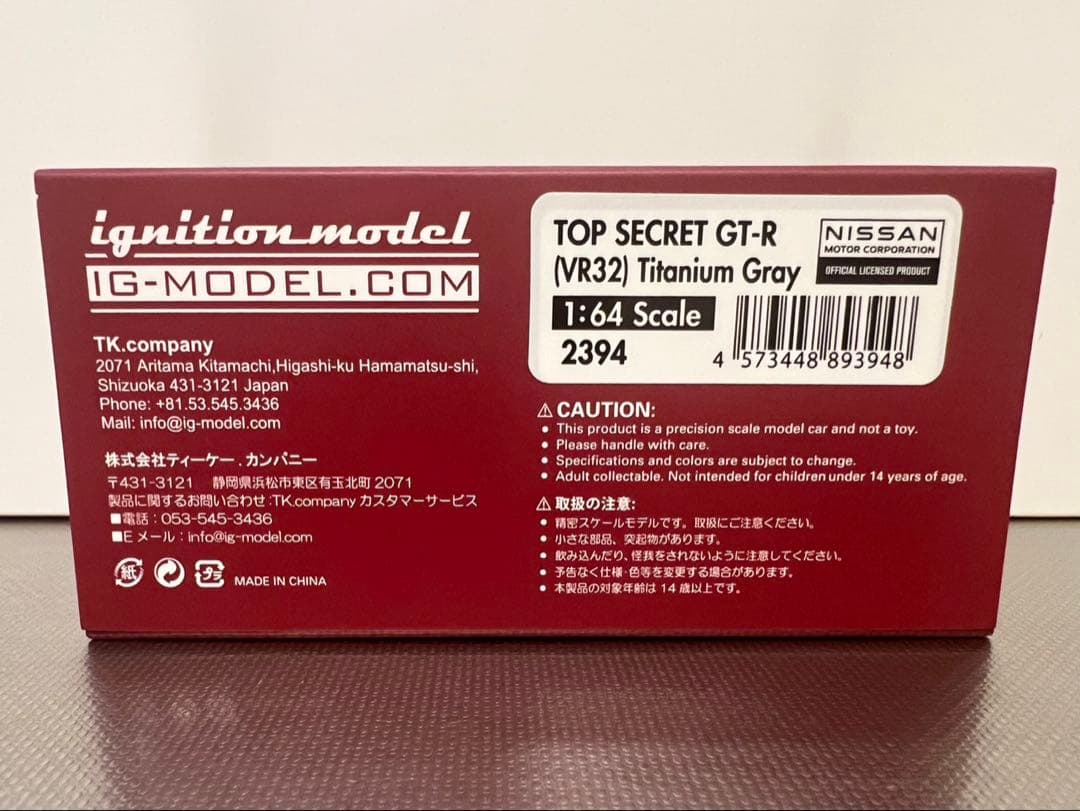 ignition model
IG-MODEL.COM
TK.company
2071 Aritama Kitamachi,Higashi-ku Hamamatsu-shi,
Shizuoka 431-3121 Japan
Phone: +81.53.545.3436
Mail: info@ig-model.com
株式会社ティーケー.カンパニー
〒431-3121 静岡県浜松市東区有玉北町 2071
製品に関するお問い合わせ:TK.company カスタマーサービス
■電話：053-545-3436
■E メール：info@ig-model.com
紙 プラ MADE IN CHINA
TOP SECRET GT-R
(VR32) Titanium Gray
NISSAN
MOTOR CORPORATION
OFFICIAL LICENSED PRODUCT
1:64 Scale
2394
4 573448 893948
⚠ CAUTION:
● This product is a precision scale model car and not a toy.
● Please handle with care.
● Specifications and colors are subject to change.
● Adult collectable. Not intended for children under 14 years of age.
⚠ 取扱の注意:
● 精密スケールモデルです。取扱にご注意ください。
● 小さな部品、突起物があります。
● 飲み込んだり、怪我をされないように注意してください。
● 予告なく仕様・色等を変更する場合があります。
● 本製品の対象年齢は 14 歳以上です。